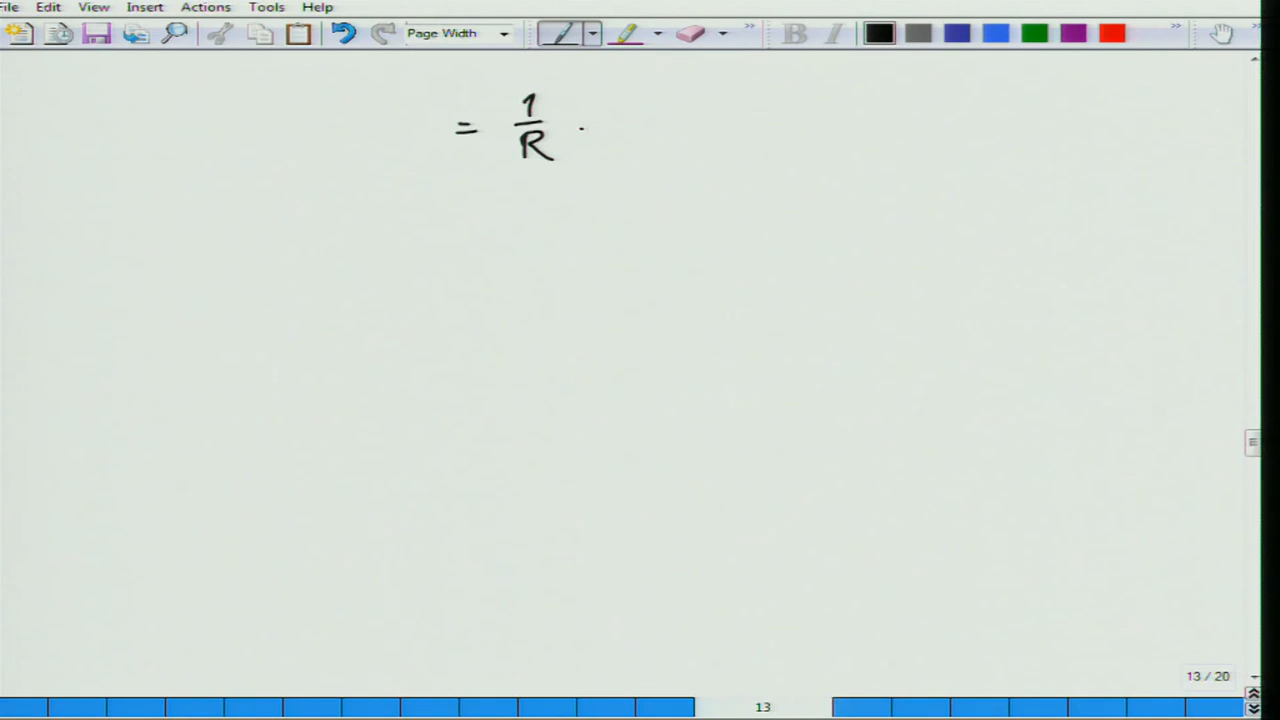 File Edit View Insert Actions Tools Help
Page Width
B I
= 1/R .
13 / 20
13